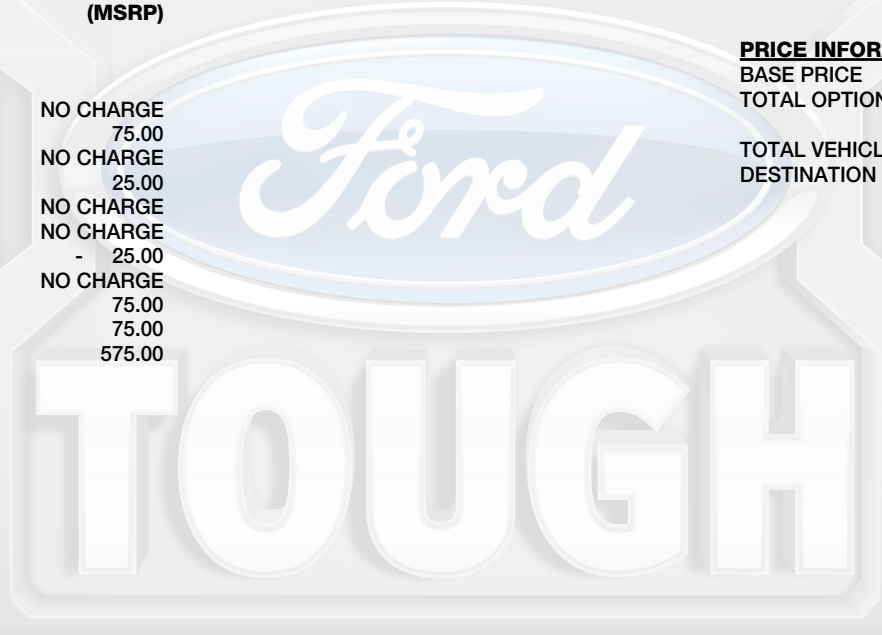 (MSRP)
NO CHARGE
75.00
NO CHARGE
25.00
NO CHARGE
NO CHARGE
- 25.00
NO CHARGE
75.00
75.00
575.00
PRICE INFOR
BASE PRICE
TOTAL OPTION
TOTAL VEHICL
DESTINATION
Ford
TOUGH